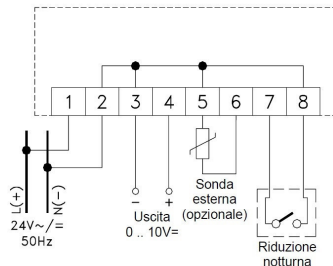 1 2 3 4 5 6 7 8
L(+)
N(−)
24V~/=
50Hz
− +
Uscita
0 .. 10V=
Sonda
esterna
(opzionale)
Riduzione
notturna